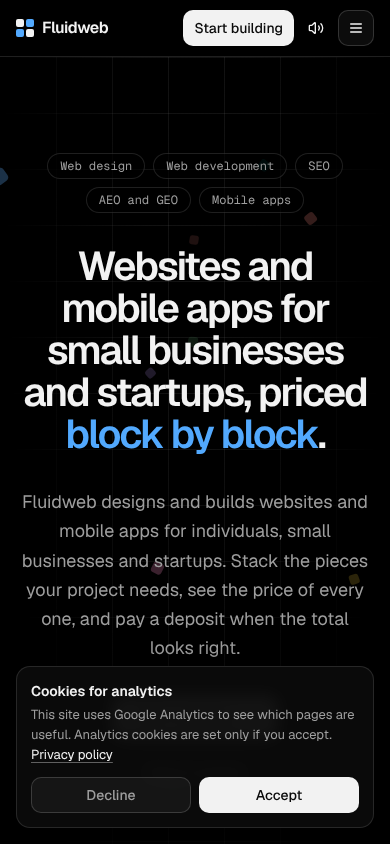 Fluidweb
Start building
Web design
Web development
SEO
AEO and GEO
Mobile apps
Websites and
mobile apps for
small businesses
and startups, priced
block by block.
Fluidweb designs and builds websites and
mobile apps for individuals, small
businesses and startups. Stack the pieces
your project needs, see the price of every
one, and pay a deposit when the total
looks right.
Cookies for analytics
This site uses Google Analytics to see which pages are
useful. Analytics cookies are set only if you accept.
Privacy policy
Decline
Accept